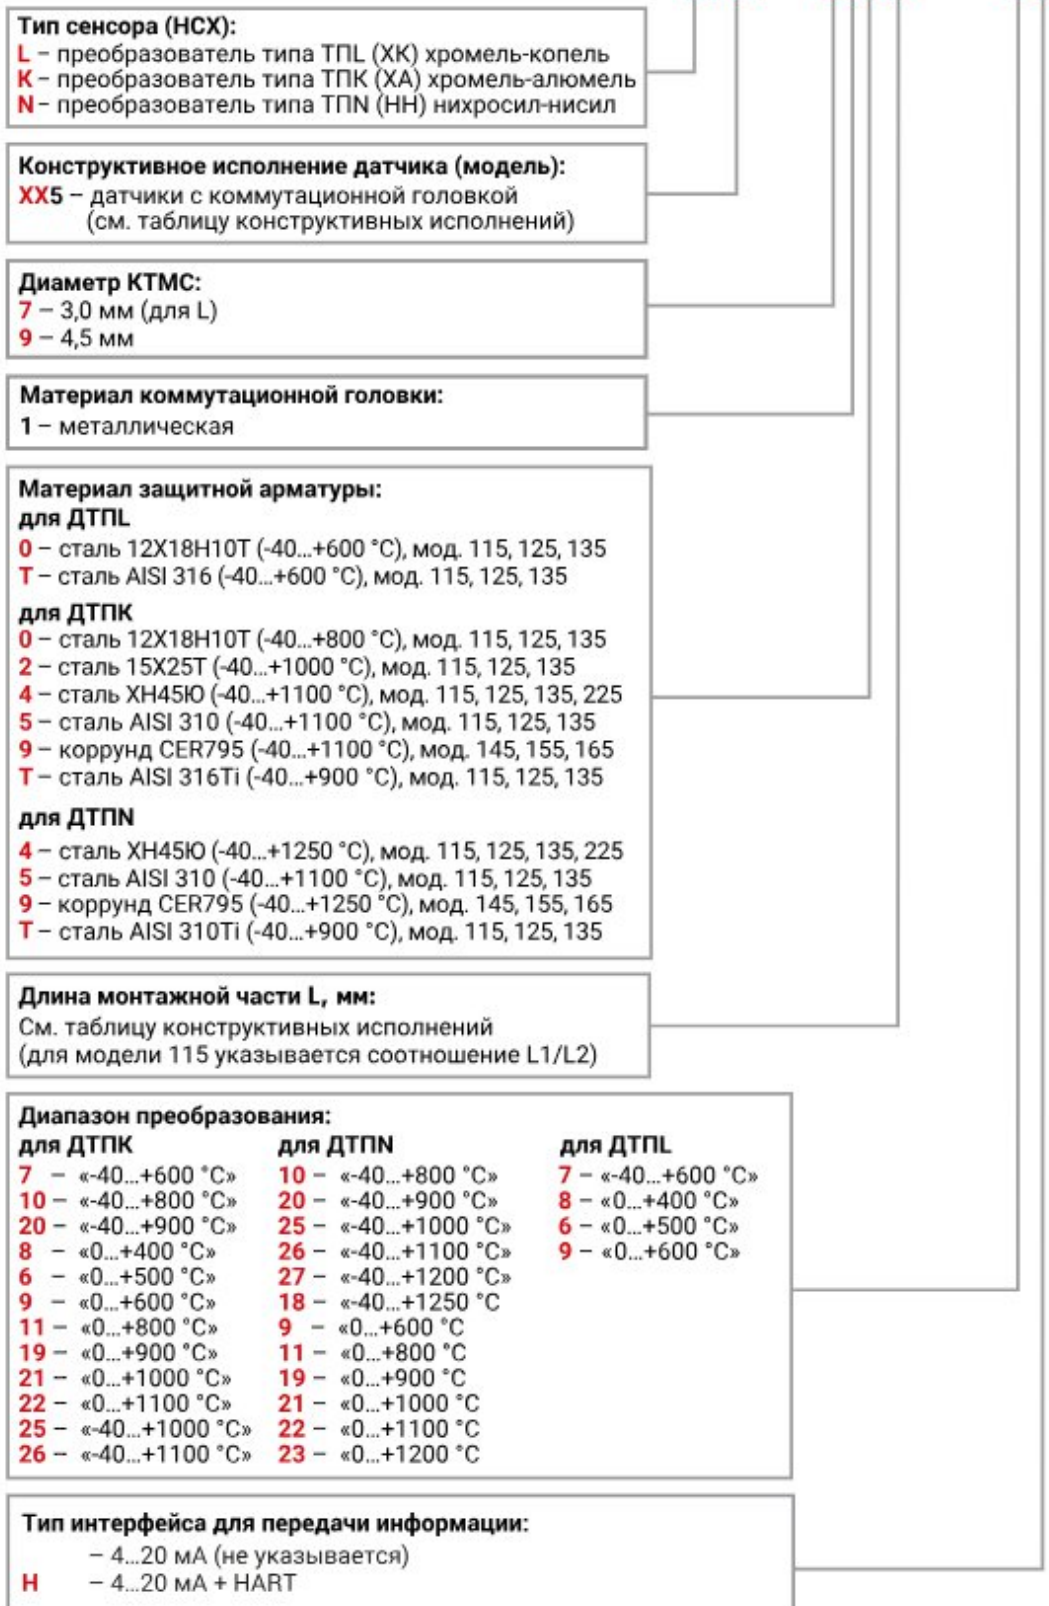 Тип сенсора (НСХ):
L – преобразователь типа ТПL (ХК) хромель-копель
К – преобразователь типа ТПК (ХА) хромель-алюмель
N – преобразователь типа ТПN (НН) нихросил-нисил
Конструктивное исполнение датчика (модель):
XX5 – датчики с коммутационной головкой
(см. таблицу конструктивных исполнений)
Диаметр КТМС:
7 – 3,0 мм (для L)
9 – 4,5 мм
Материал коммутационной головки:
1 – металлическая
Материал защитной арматуры:
для ДТПL
0 – сталь 12Х18Н10Т (-40...+600 °С), мод. 115, 125, 135
Т – сталь AISI 316 (-40...+600 °С), мод. 115, 125, 135
для ДТПК
0 – сталь 12Х18Н10Т (-40...+800 °С), мод. 115, 125, 135
2 – сталь 15Х25Т (-40...+1000 °С), мод. 115, 125, 135
4 – сталь ХН45Ю (-40...+1100 °С), мод. 115, 125, 135, 225
5 – сталь AISI 310 (-40...+1100 °С), мод. 115, 125, 135
9 – коррунд CER795 (-40...+1100 °С), мод. 145, 155, 165
Т – сталь AISI 316Ti (-40...+900 °С), мод. 115, 125, 135
для ДТПN
4 – сталь ХН45Ю (-40...+1250 °С), мод. 115, 125, 135, 225
5 – сталь AISI 310 (-40...+1100 °С), мод. 115, 125, 135
9 – коррунд CER795 (-40...+1250 °С), мод. 145, 155, 165
Т – сталь AISI 310Ti (-40...+900 °С), мод. 115, 125, 135
Длина монтажной части L, мм:
См. таблицу конструктивных исполнений
(для модели 115 указывается соотношение L1/L2)
Диапазон преобразования:
для ДТПК
7 – «-40...+600 °С»
10 – «-40...+800 °С»
20 – «-40...+900 °С»
8 – «0...+400 °С»
6 – «0...+500 °С»
9 – «0...+600 °С»
11 – «0...+800 °С»
19 – «0...+900 °С»
21 – «0...+1000 °С»
22 – «0...+1100 °С»
25 – «-40...+1000 °С»
26 – «-40...+1100 °С»
для ДТПN
10 – «-40...+800 °С»
20 – «-40...+900 °С»
25 – «-40...+1000 °С»
26 – «-40...+1100 °С»
27 – «-40...+1200 °С»
18 – «-40...+1250 °С
9 – «0...+600 °С
11 – «0...+800 °С
19 – «0...+900 °С
21 – «0...+1000 °С
22 – «0...+1100 °С
23 – «0...+1200 °С
для ДТПL
7 – «-40...+600 °С»
8 – «0...+400 °С»
6 – «0...+500 °С»
9 – «0...+600 °С»
Тип интерфейса для передачи информации:
– 4...20 мА (не указывается)
Н – 4...20 мА + HART